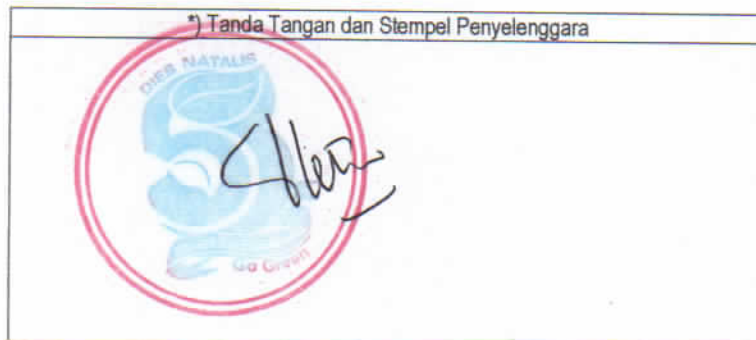 *) Tanda Tangan dan Stempel Penyelenggara
DIES NATALIS
Go Green